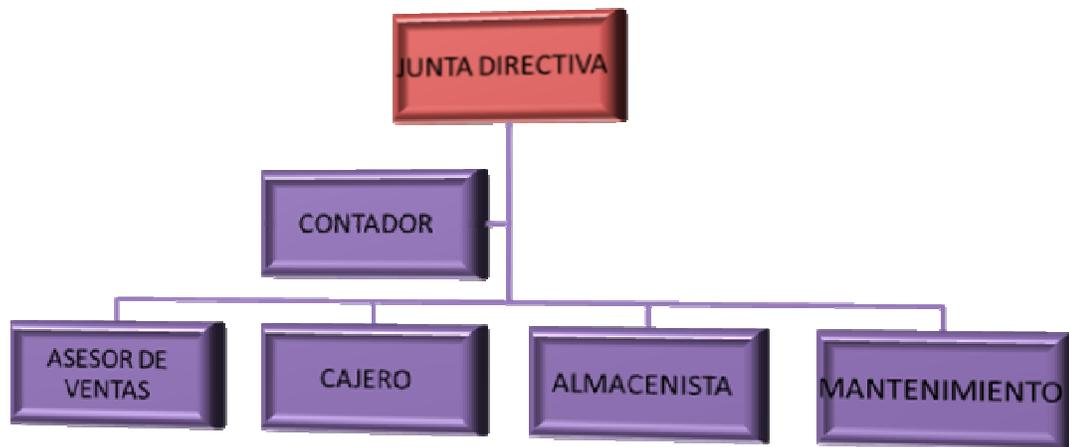 JUNTA DIRECTIVA
CONTADOR
ASESOR DE
VENTAS
CAJERO
ALMACENISTA
MANTENIMIENTO